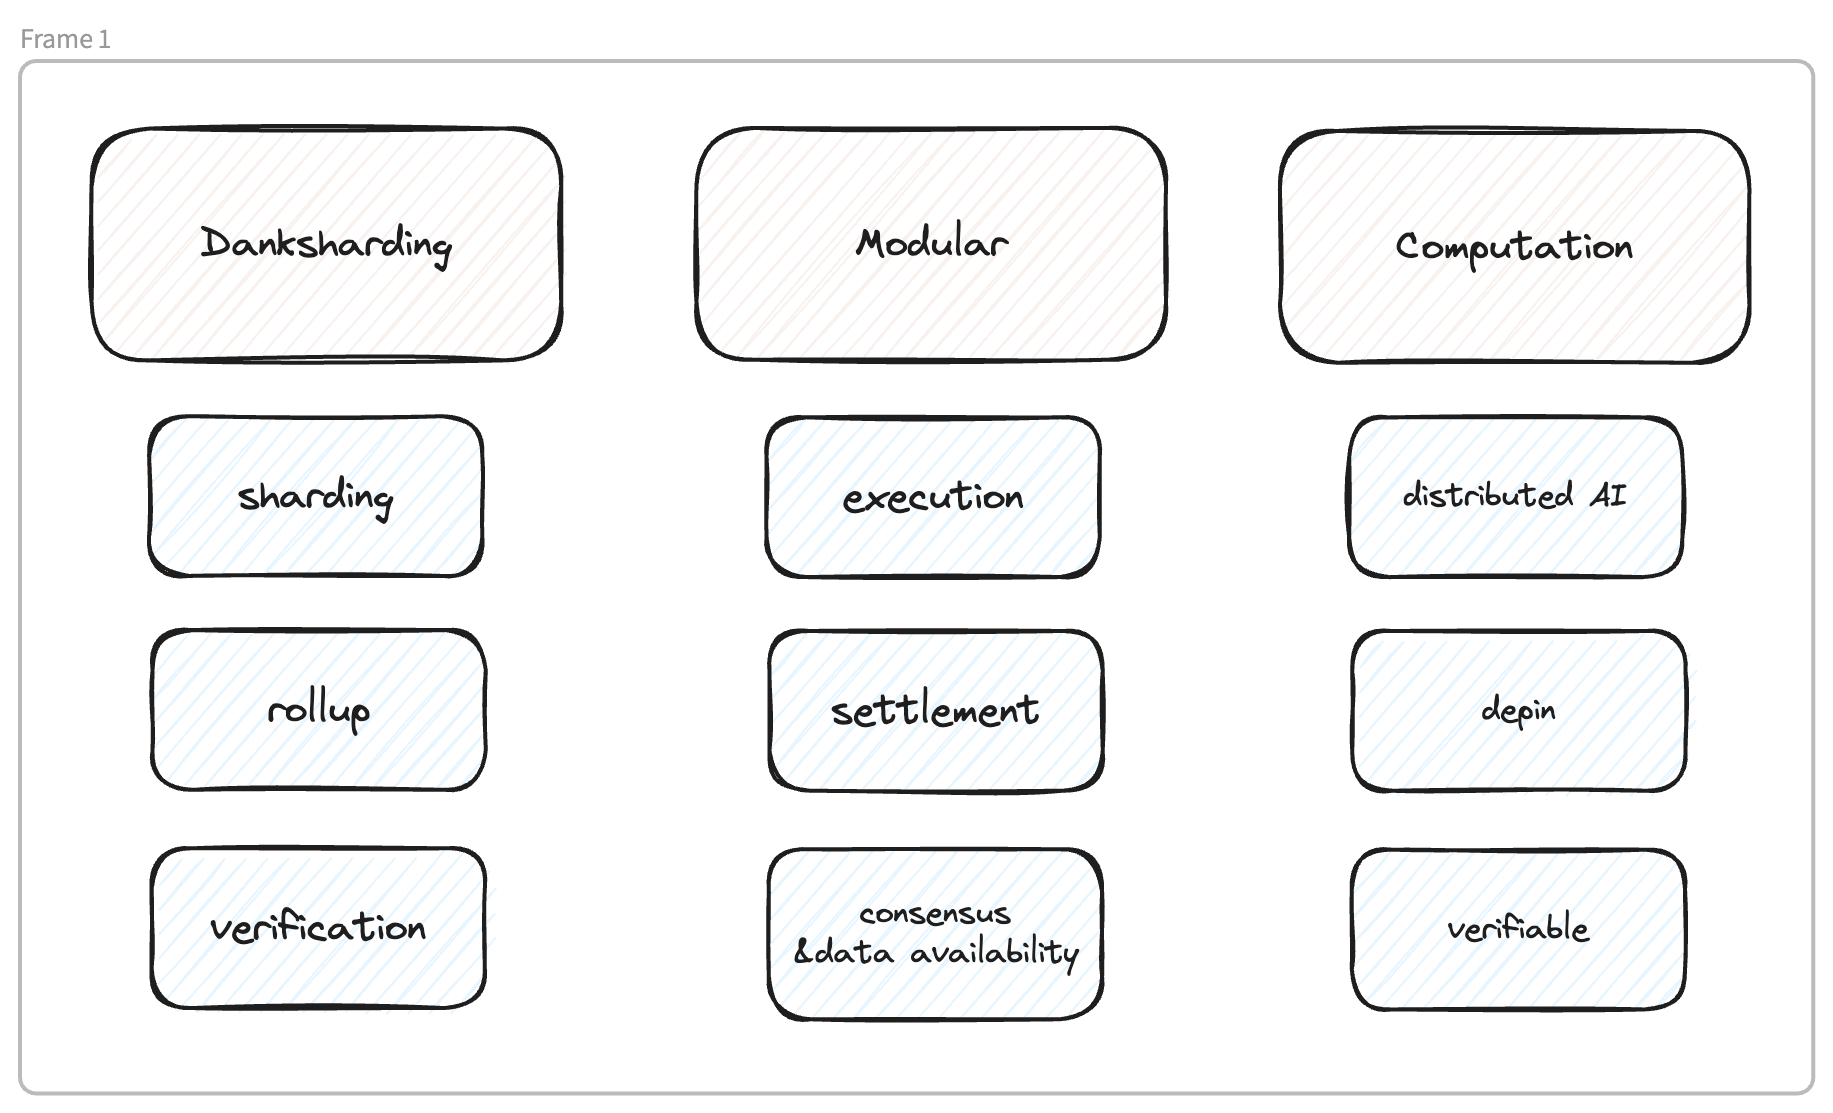 Frame 1
Danksharding
Modular
Computation
sharding
execution
distributed AI
rollup
settlement
depin
verification
consensus
&data availability
verifiable